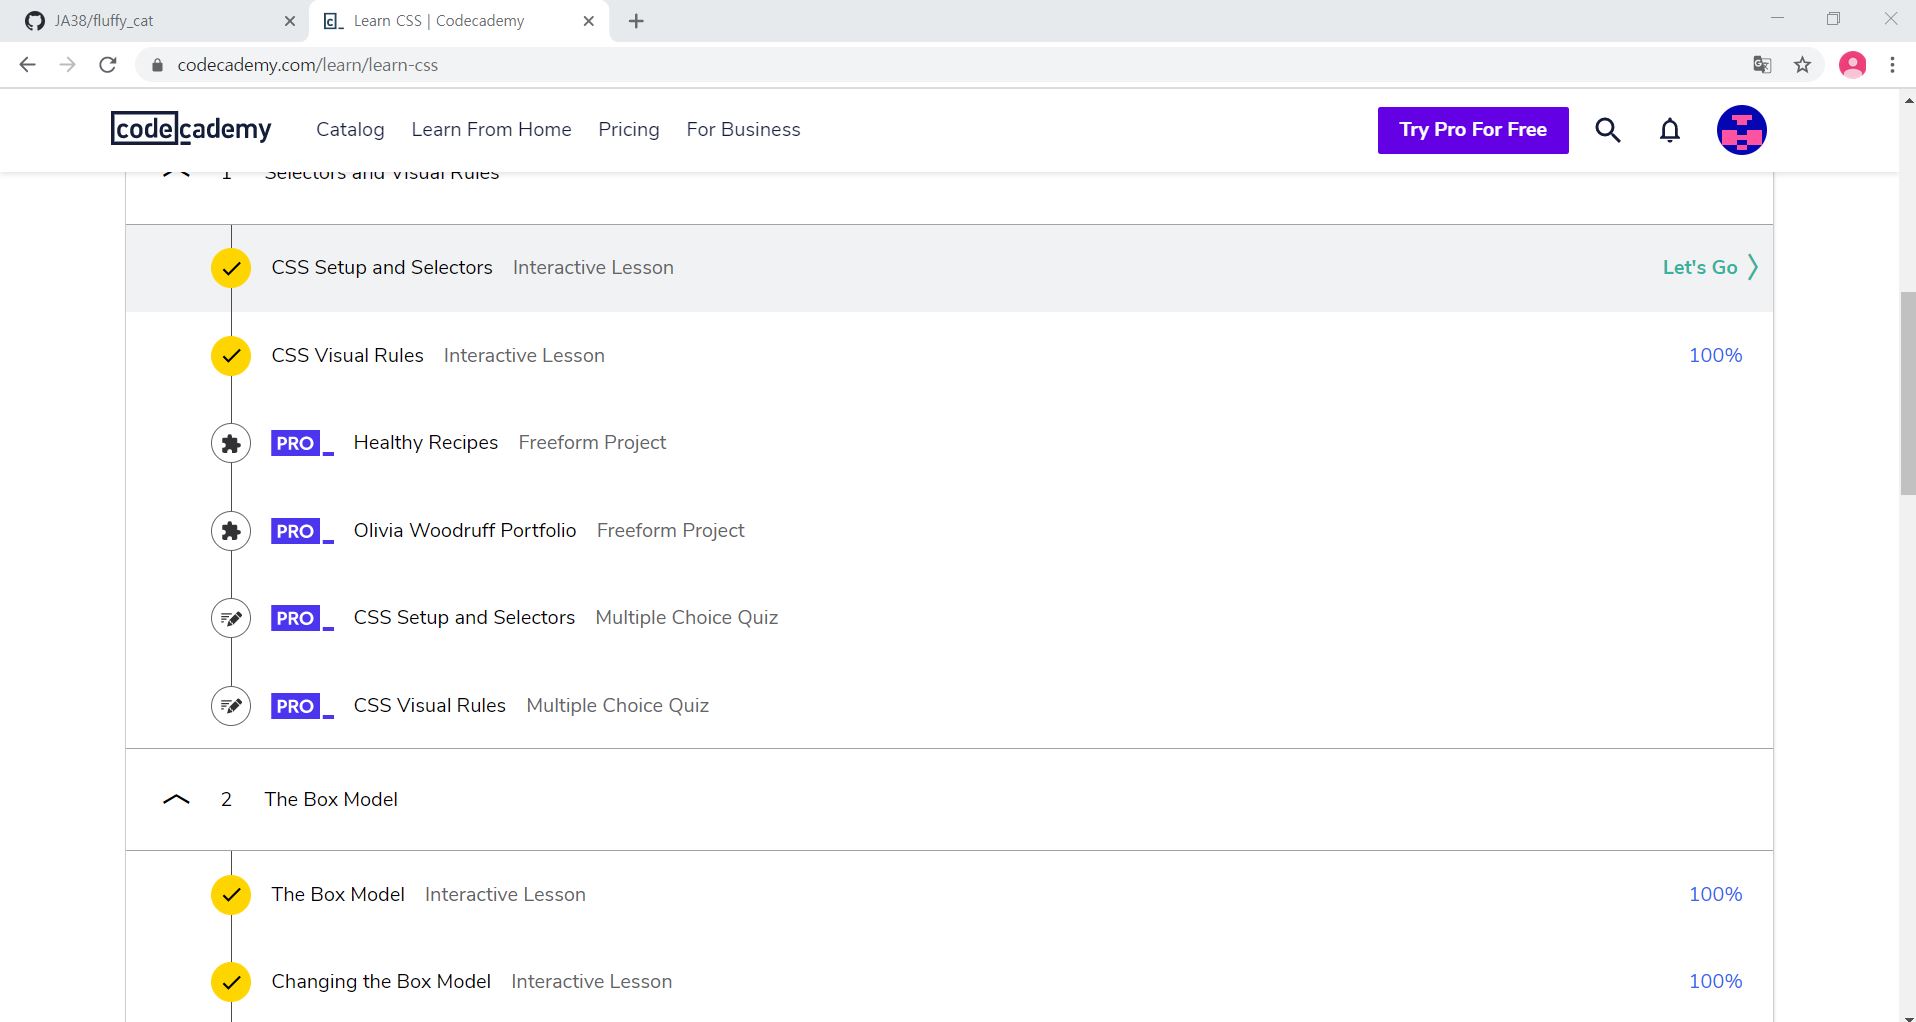 JA38/fluffy_cat
Learn CSS | Codecademy
codecademy.com/learn/learn-css
codecademy
Catalog
Learn From Home
Pricing
For Business
Try Pro For Free
1 Selectors and Visual Rules
CSS Setup and Selectors Interactive Lesson Let's Go
CSS Visual Rules Interactive Lesson 100%
PRO Healthy Recipes Freeform Project
PRO Olivia Woodruff Portfolio Freeform Project
PRO CSS Setup and Selectors Multiple Choice Quiz
PRO CSS Visual Rules Multiple Choice Quiz
2 The Box Model
The Box Model Interactive Lesson 100%
Changing the Box Model Interactive Lesson 100%